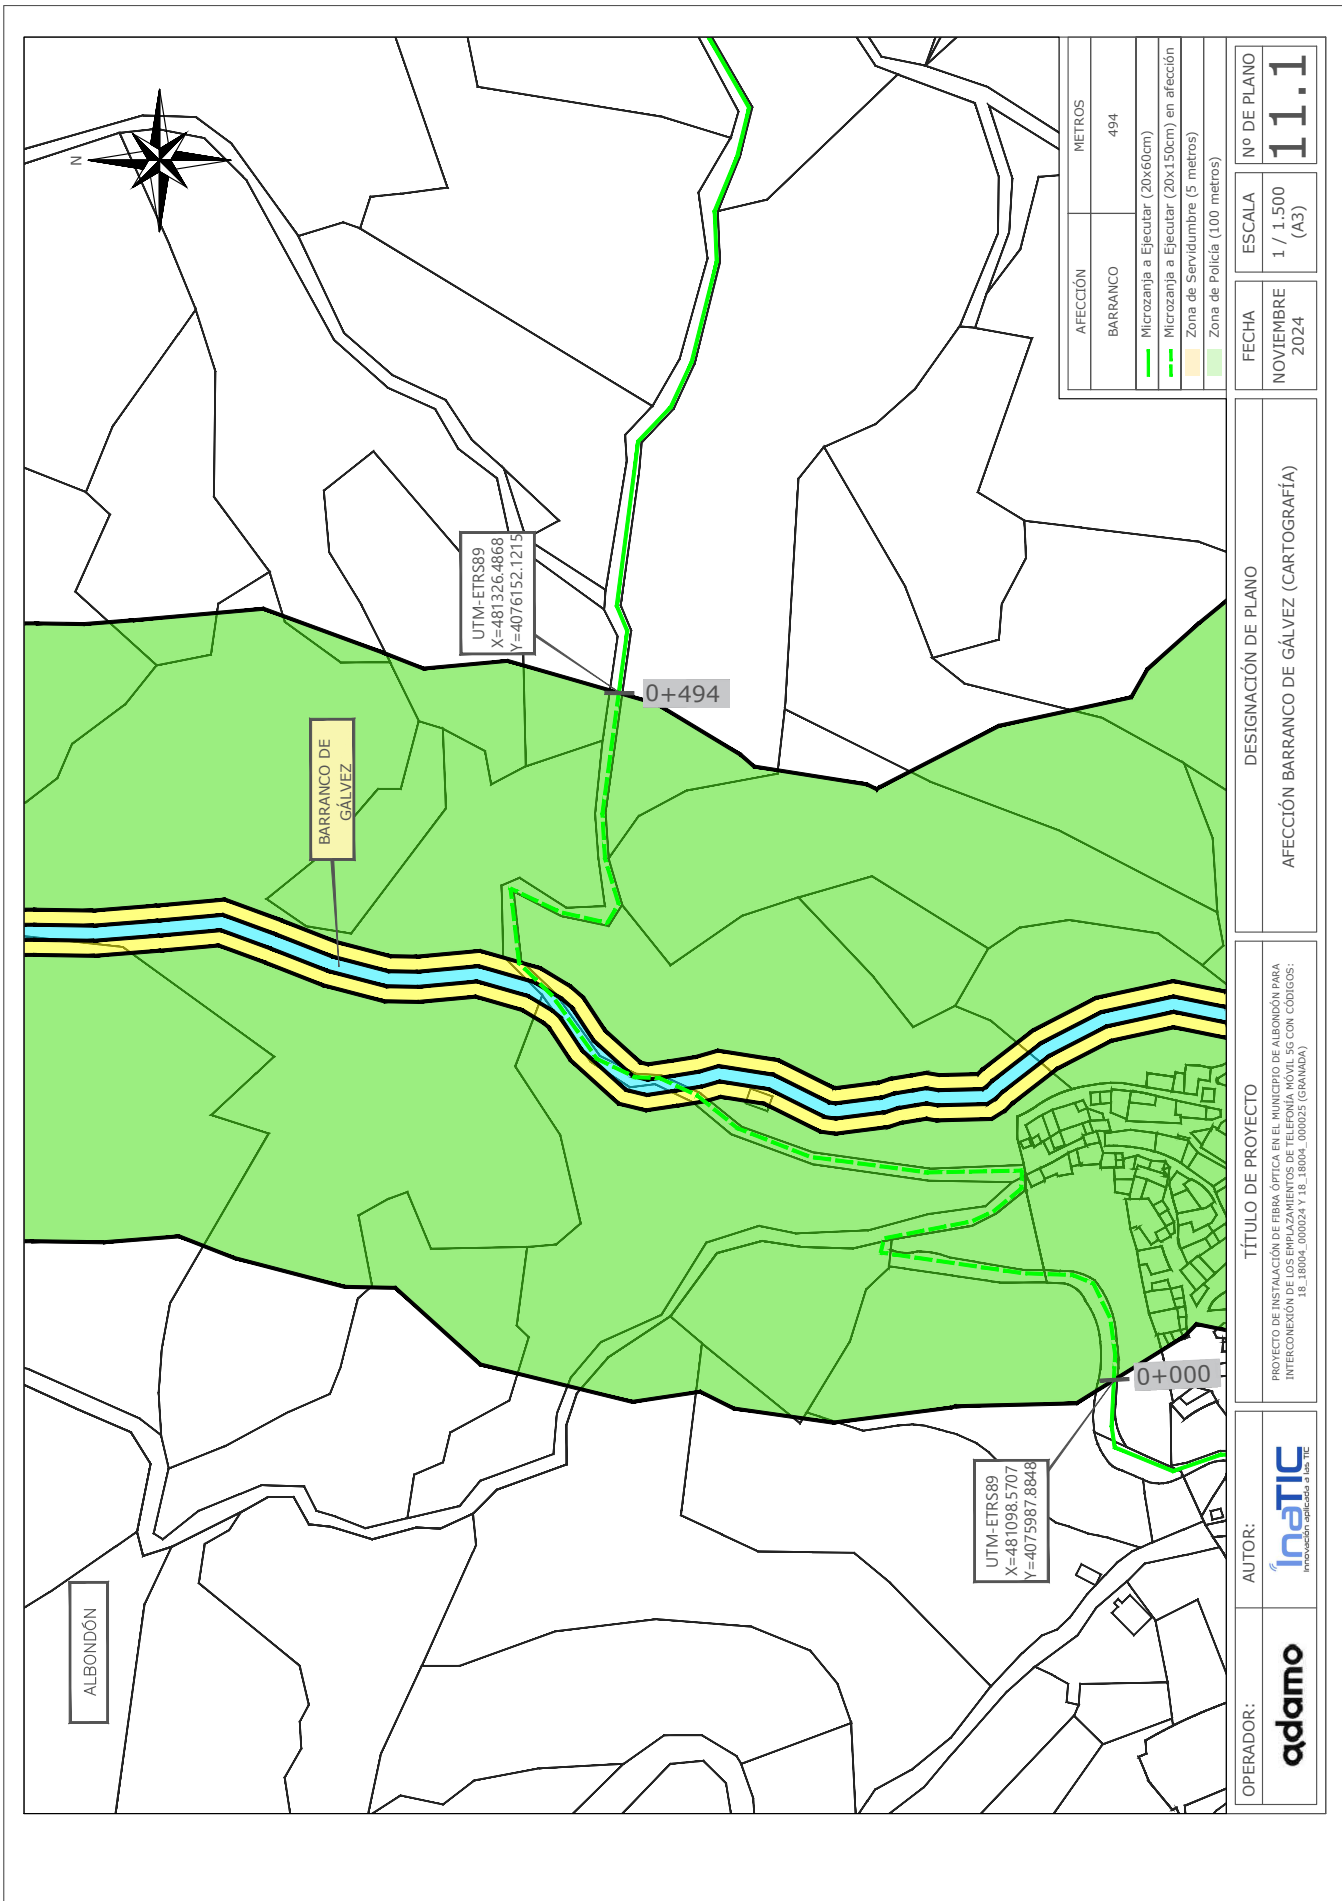 N
ALBONDÓN
BARRANCO DE
GÁLVEZ
UTM-ETRS89
X=481326.4868
Y=4076152.1215
0+494
UTM-ETRS89
X=481098.5707
Y=4075987.8848
0+000
AFECCIÓN
METROS
BARRANCO
494
Microzanja a Ejecutar (20x60cm)
Microzanja a Ejecutar (20x150cm) en afección
Zona de Servidumbre (5 metros)
Zona de Policía (100 metros)
OPERADOR:
adamo
AUTOR:
inaTIC
Innovación aplicada a las TIC
TÍTULO DE PROYECTO
PROYECTO DE INSTALACIÓN DE FIBRA ÓPTICA EN EL MUNICIPIO DE ALBONDÓN PARA
INTERCONEXIÓN DE LOS EMPLAZAMIENTOS DE TELEFONÍA MÓVIL 5G CON CÓDIGOS:
18_18004_000024 Y 18_18004_000025 (GRANADA)
DESIGNACIÓN DE PLANO
AFECCIÓN BARRANCO DE GÁLVEZ (CARTOGRAFÍA)
FECHA
NOVIEMBRE
2024
ESCALA
1 / 1.500
(A3)
Nº DE PLANO
11.1